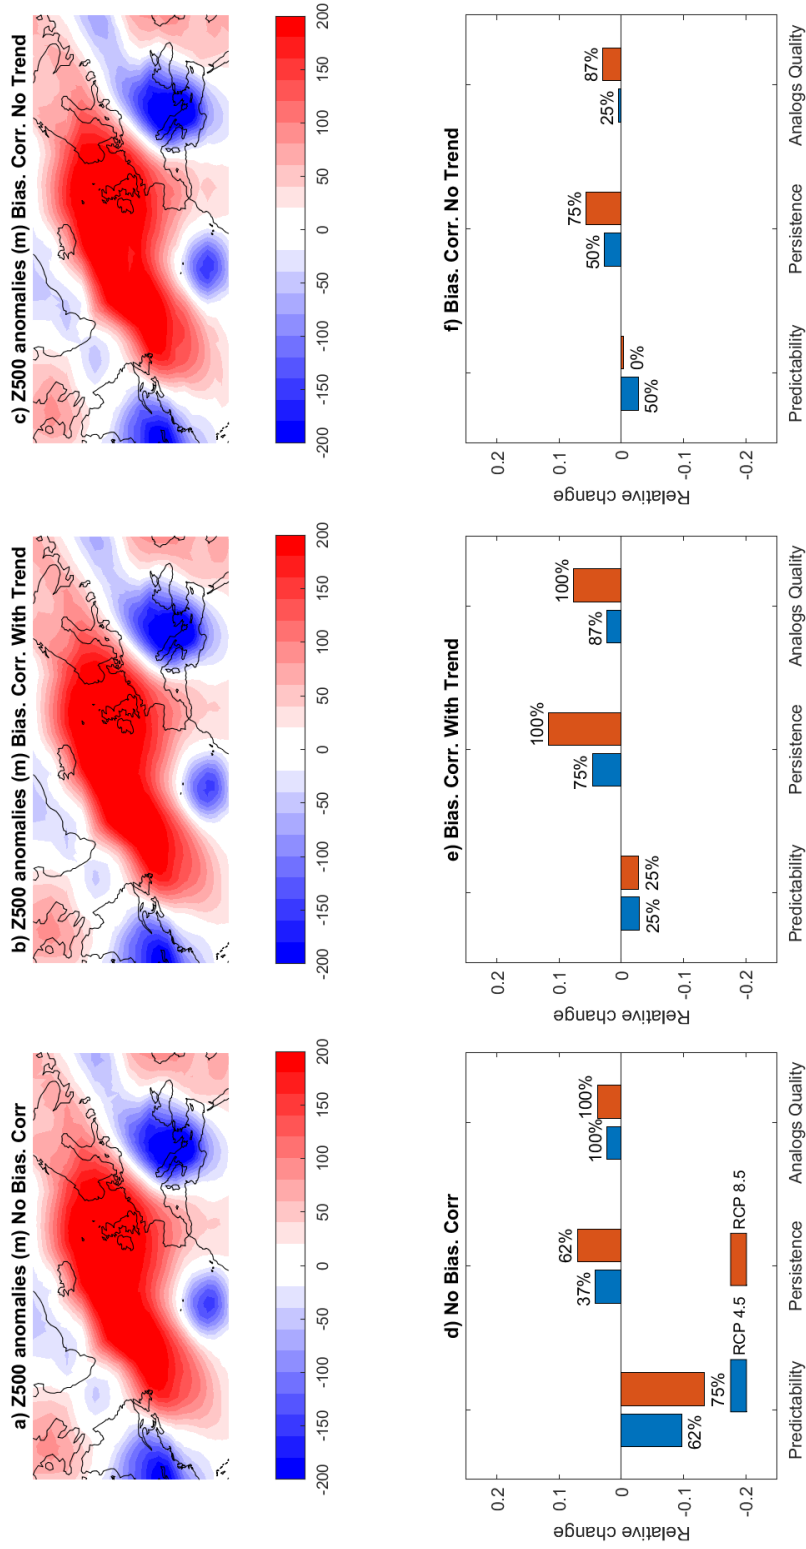 a) Z500 anomalies (m) No Bias. Corr
-200 -150 -100 -50 0 50 100 150 200
b) Z500 anomalies (m) Bias. Corr. With Trend
-200 -150 -100 -50 0 50 100 150 200
c) Z500 anomalies (m) Bias. Corr. No Trend
-200 -150 -100 -50 0 50 100 150 200
d) No Bias. Corr
Relative change
0.2
0.1
0
-0.1
-0.2
62% 75%
37% 62%
100% 100%
RCP 4.5 RCP 8.5
Predictability Persistence Analogs Quality
e) Bias. Corr. With Trend
Relative change
0.2
0.1
0
-0.1
-0.2
25% 25%
75% 100%
87% 100%
Predictability Persistence Analogs Quality
f) Bias. Corr. No Trend
Relative change
0.2
0.1
0
-0.1
-0.2
50% 0%
50% 75%
25% 87%
Predictability Persistence Analogs Quality